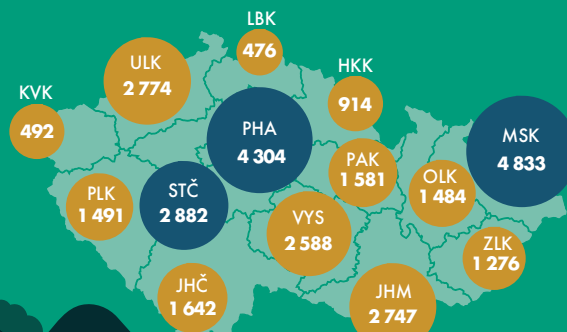 LBK
476
ULK
2 774
HKK
914
KVK
492
PHA
4 304
MSK
4 833
PAK
1 581
OLK
1 484
PLK
1 491
STČ
2 882
VYS
2 588
ZLK
1 276
JHČ
1 642
JHM
2 747